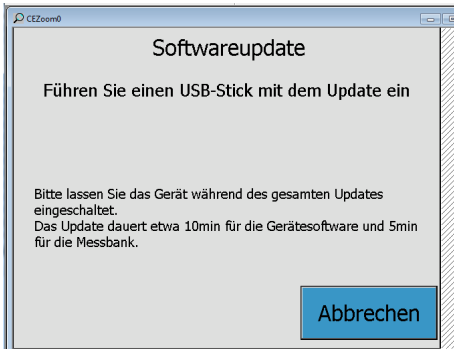 CEZoom0
Softwareupdate
Führen Sie einen USB-Stick mit dem Update ein
Bitte lassen Sie das Gerät während des gesamten Updates
eingeschaltet.
Das Update dauert etwa 10min für die Gerätesoftware und 5min
für die Messbank.
Abbrechen